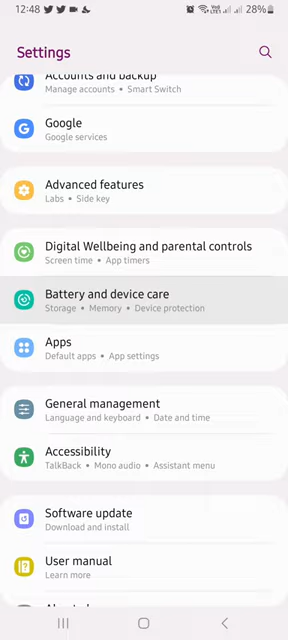 12:48
28%
Settings
Accounts and backup
Manage accounts • Smart Switch
Google
Google services
Advanced features
Labs • Side key
Digital Wellbeing and parental controls
Screen time • App timers
Battery and device care
Storage • Memory • Device protection
Apps
Default apps • App settings
General management
Language and keyboard • Date and time
Accessibility
TalkBack • Mono audio • Assistant menu
Software update
Download and install
User manual
Learn more